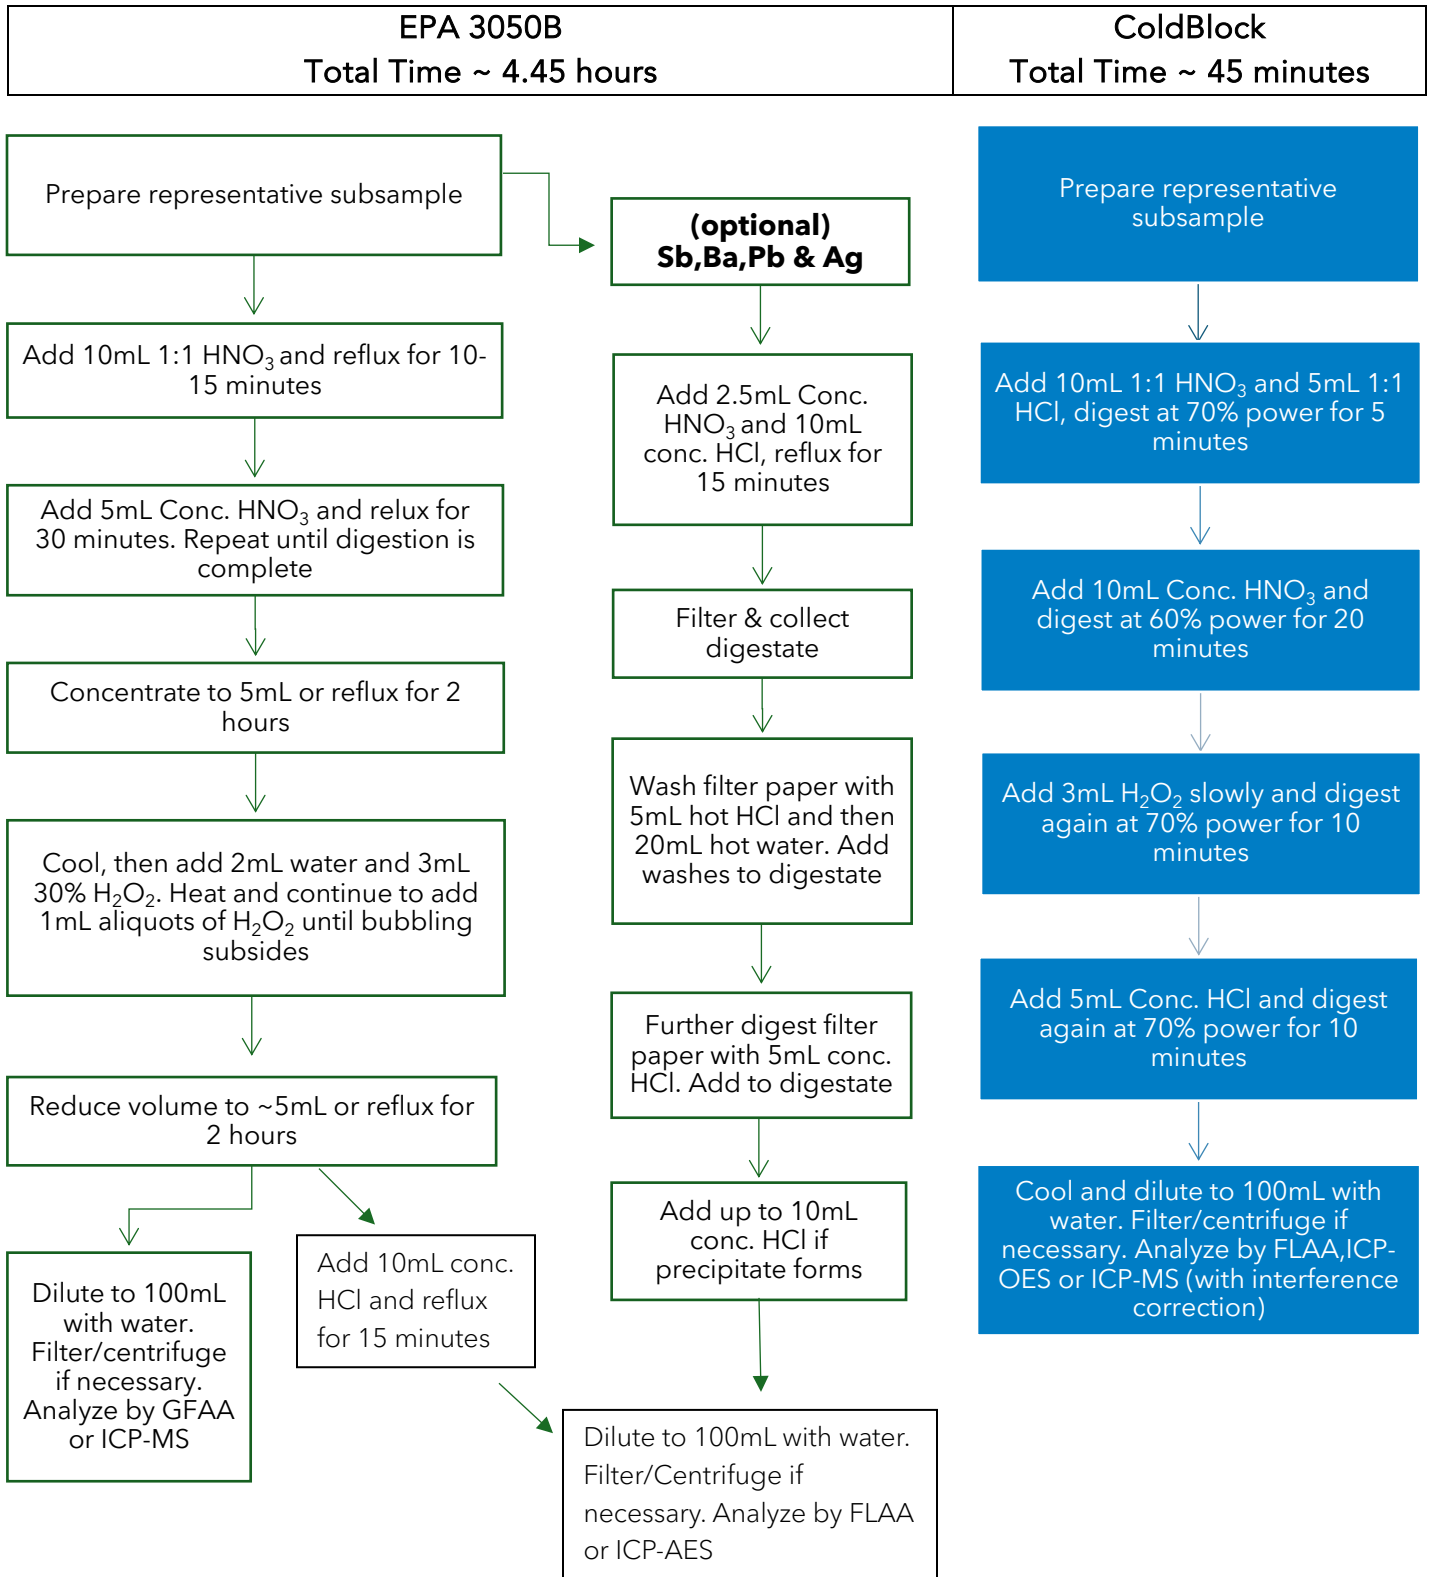 EPA 3050B
Total Time ~ 4.45 hours
ColdBlock
Total Time ~ 45 minutes
Prepare representative subsample
Add 10mL 1:1 HNO₃ and reflux for 10-
15 minutes
Add 5mL Conc. HNO₃ and relux for
30 minutes. Repeat until digestion is
complete
Concentrate to 5mL or reflux for 2
hours
Cool, then add 2mL water and 3mL
30% H₂O₂. Heat and continue to add
1mL aliquots of H₂O₂ until bubbling
subsides
Reduce volume to ~5mL or reflux for
2 hours
Dilute to 100mL
with water.
Filter/centrifuge
if necessary.
Analyze by GFAA
or ICP-MS
Add 10mL conc.
HCl and reflux
for 15 minutes
(optional)
Sb,Ba,Pb & Ag
Add 2.5mL Conc.
HNO₃ and 10mL
conc. HCl, reflux for
15 minutes
Filter & collect
digestate
Wash filter paper with
5mL hot HCl and then
20mL hot water. Add
washes to digestate
Further digest filter
paper with 5mL conc.
HCl. Add to digestate
Add up to 10mL
conc. HCl if
precipitate forms
Dilute to 100mL with water.
Filter/Centrifuge if
necessary. Analyze by FLAA
or ICP-AES
Prepare representative
subsample
Add 10mL 1:1 HNO₃ and 5mL 1:1
HCl, digest at 70% power for 5
minutes
Add 10mL Conc. HNO₃ and
digest at 60% power for 20
minutes
Add 3mL H₂O₂ slowly and digest
again at 70% power for 10
minutes
Add 5mL Conc. HCl and digest
again at 70% power for 10
minutes
Cool and dilute to 100mL with
water. Filter/centrifuge if
necessary. Analyze by FLAA,ICP-
OES or ICP-MS (with interference
correction)